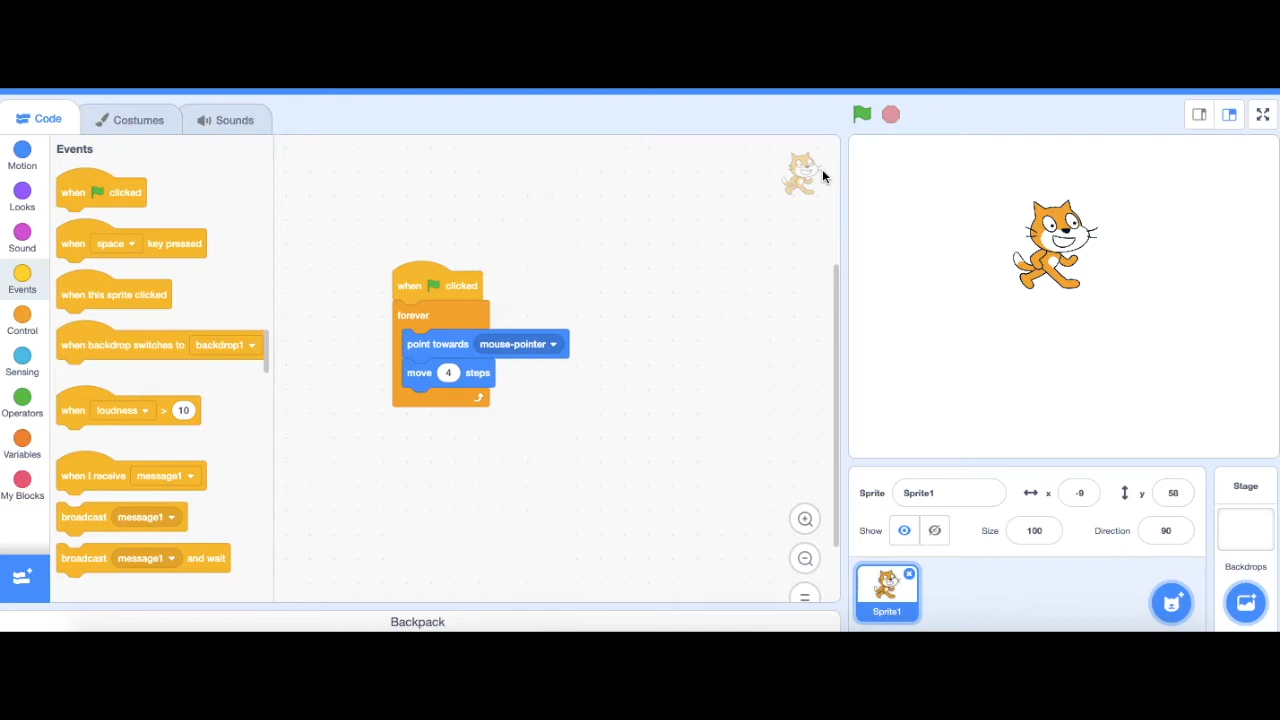 Code
Costumes
Sounds
Motion
Looks
Sound
Events
Control
Sensing
Operators
Variables
My Blocks
Events
when clicked
when space key pressed
when this sprite clicked
when backdrop switches to backdrop1
when loudness > 10
when I receive message1
broadcast message1
broadcast message1 and wait
when clicked
forever
point towards mouse-pointer
move 4 steps
Backpack
Sprite Sprite1 x -9 y 58
Show Size 100 Direction 90
Sprite1
Stage
Backdrops